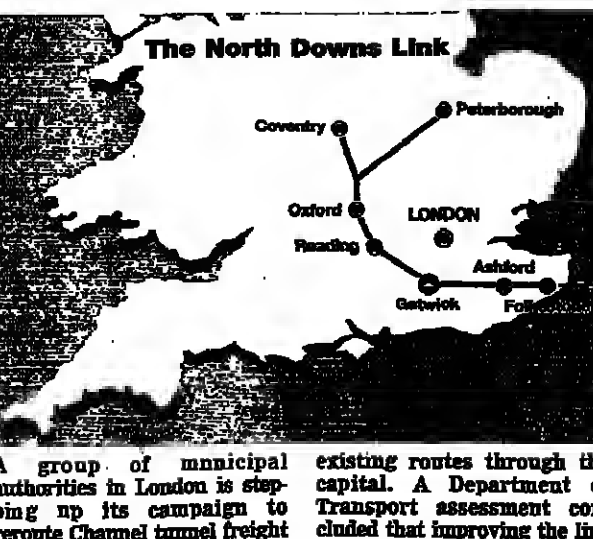 The North Downs Link
Peterborough
Coventry
Oxford
LONDON
Reading
Ashford
Gatwick
A group of municipal
authorities in London is step-
ping up its campaign to
reroute Channel tunnel freight
existing routes through th
capital. A Department o
Transport assessment con
cluded that improving the lin